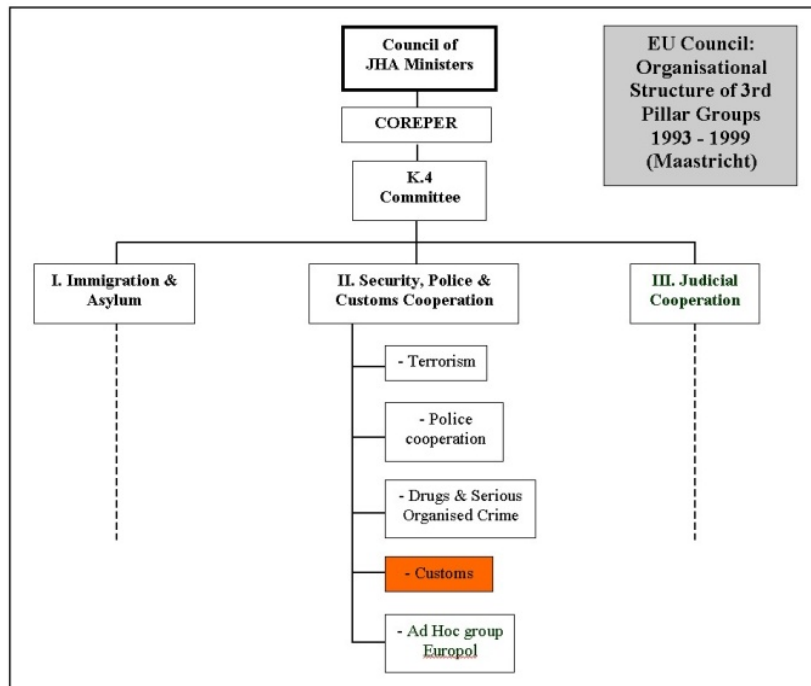 Council of
JHA Ministers
EU Council:
Organisational
Structure of 3rd
Pillar Groups
1993 - 1999
(Maastricht)
COREPER
K.4
Committee
I. Immigration &
Asylum
II. Security, Police &
Customs Cooperation
III. Judicial
Cooperation
- Terrorism
- Police
cooperation
- Drugs & Serious
Organised Crime
- Customs
- Ad Hoc group
Europol